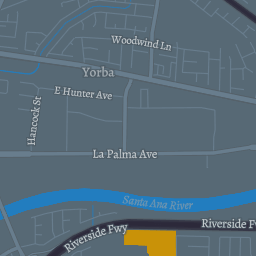 Woodwind Ln
Yorba
E Hunter Ave
Hancock St
La Palma Ave
Santa Ana River
Riverside Fwy
Riverside F